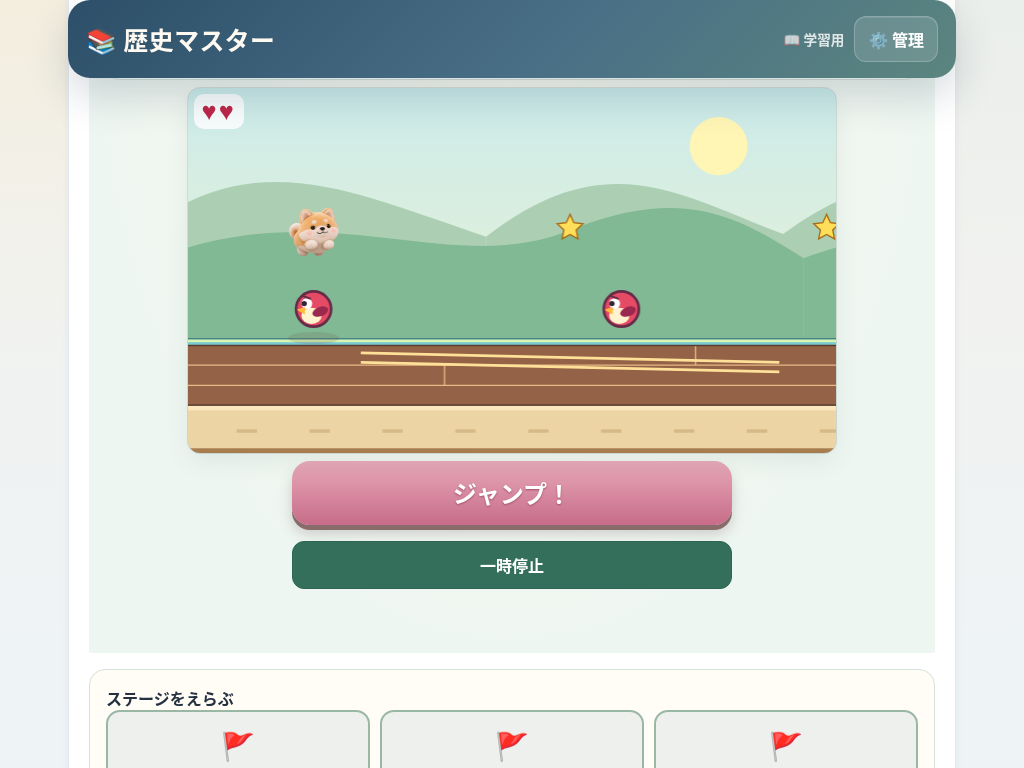 歴史マスター
学習用
管理
ジャンプ！
一時停止
ステージをえらぶ